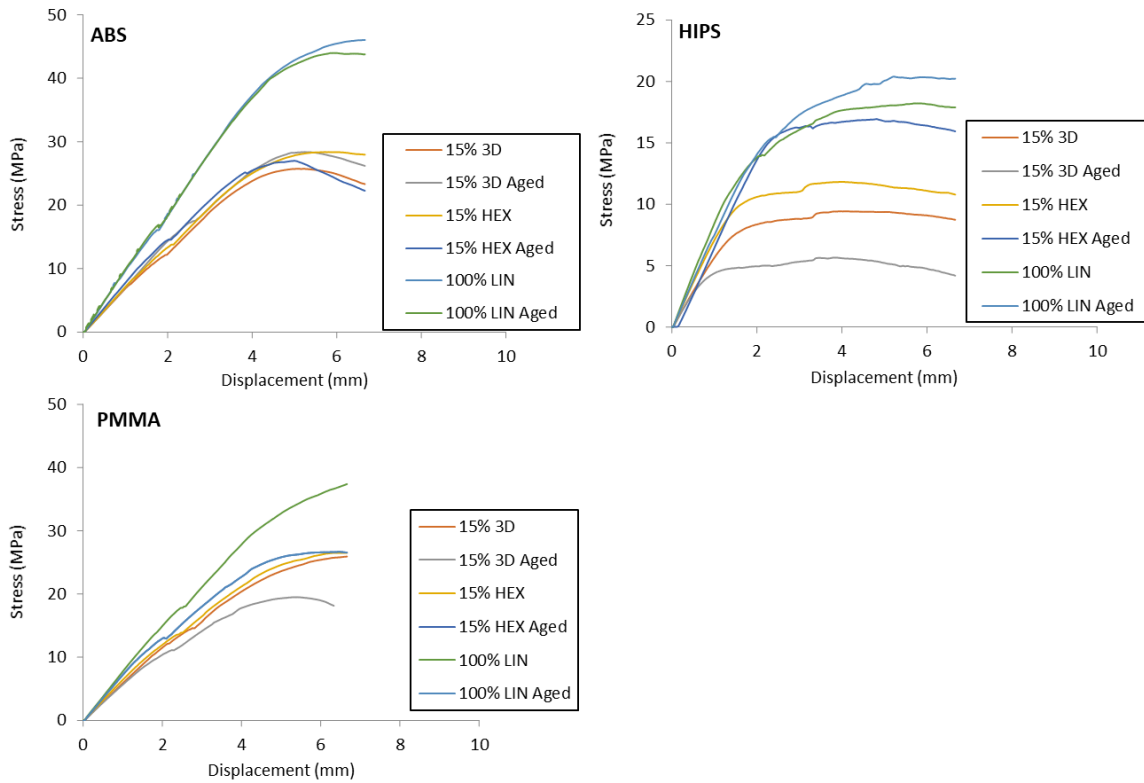 ABS
50
40
30
20
10
0
0 2 4 6 8 10
Stress (MPa)
Displacement (mm)
15% 3D
15% 3D Aged
15% HEX
15% HEX Aged
100% LIN
100% LIN Aged
HIPS
25
20
15
10
5
0
0 2 4 6 8 10
Stress (MPa)
Displacement (mm)
15% 3D
15% 3D Aged
15% HEX
15% HEX Aged
100% LIN
100% LIN Aged
PMMA
50
40
30
20
10
0
0 2 4 6 8 10
Stress (MPa)
Displacement (mm)
15% 3D
15% 3D Aged
15% HEX
15% HEX Aged
100% LIN
100% LIN Aged